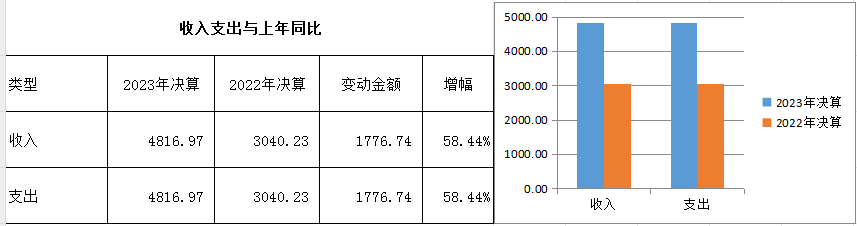 收入支出与上年同比
类型 2023年决算 2022年决算 变动金额 增幅
收入 4816.97 3040.23 1776.74 58.44%
支出 4816.97 3040.23 1776.74 58.44%
5000.00
4000.00
3000.00
2000.00
1000.00
0.00
收入 支出
2023年决算
2022年决算